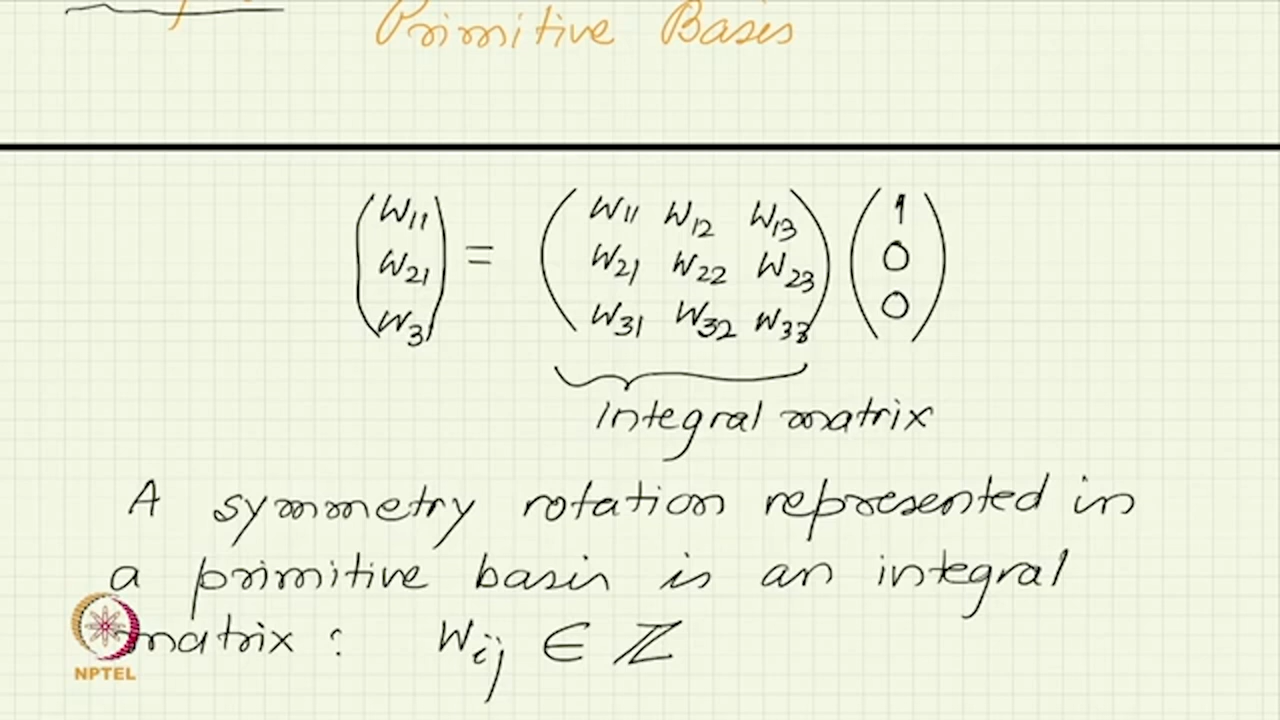 Primitive Basis
(W11 W21 W31) = (W11 W12 W13
W21 W22 W23
W31 W32 W33) (1 0 0)
integral matrix
A symmetry rotation represented in
a primitive basis is an integral
matrix : Wij ∈ ℤ
NPTEL